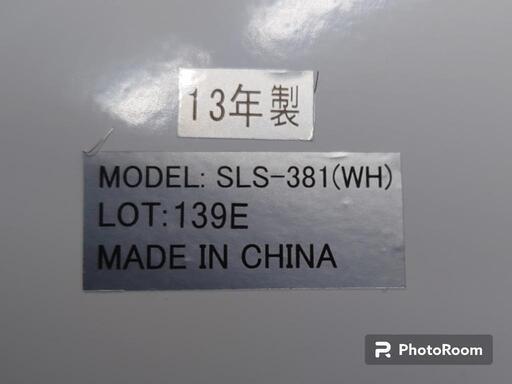 13年製
MODEL: SLS-381(WH)
LOT:139E
MADE IN CHINA
PhotoRoom